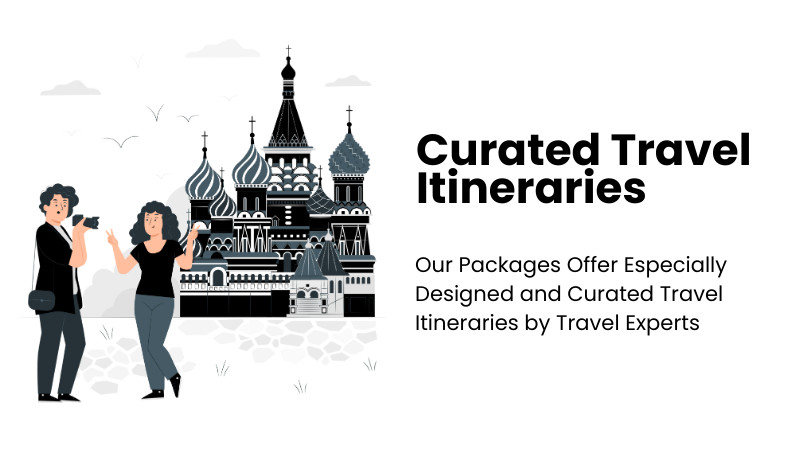 Curated Travel
Itineraries
Our Packages Offer Especially
Designed and Curated Travel
Itineraries by Travel Experts